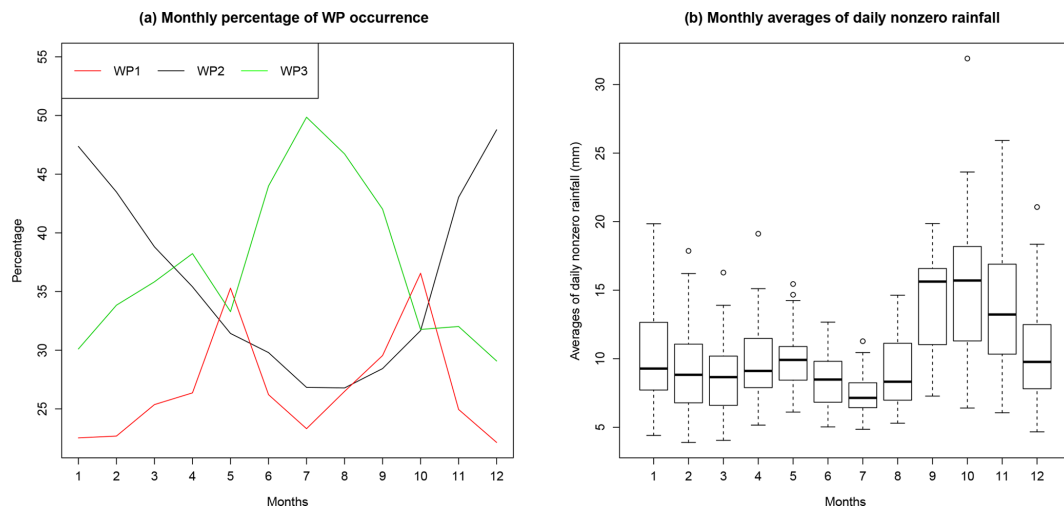 (a) Monthly percentage of WP occurrence
WP1 WP2 WP3
55
50
45
40
35
30
25
Percentage
1 2 3 4 5 6 7 8 9 10 11 12
Months
(b) Monthly averages of daily nonzero rainfall
30
25
20
15
10
5
Averages of daily nonzero rainfall (mm)
1 2 3 4 5 6 7 8 9 10 11 12
Months